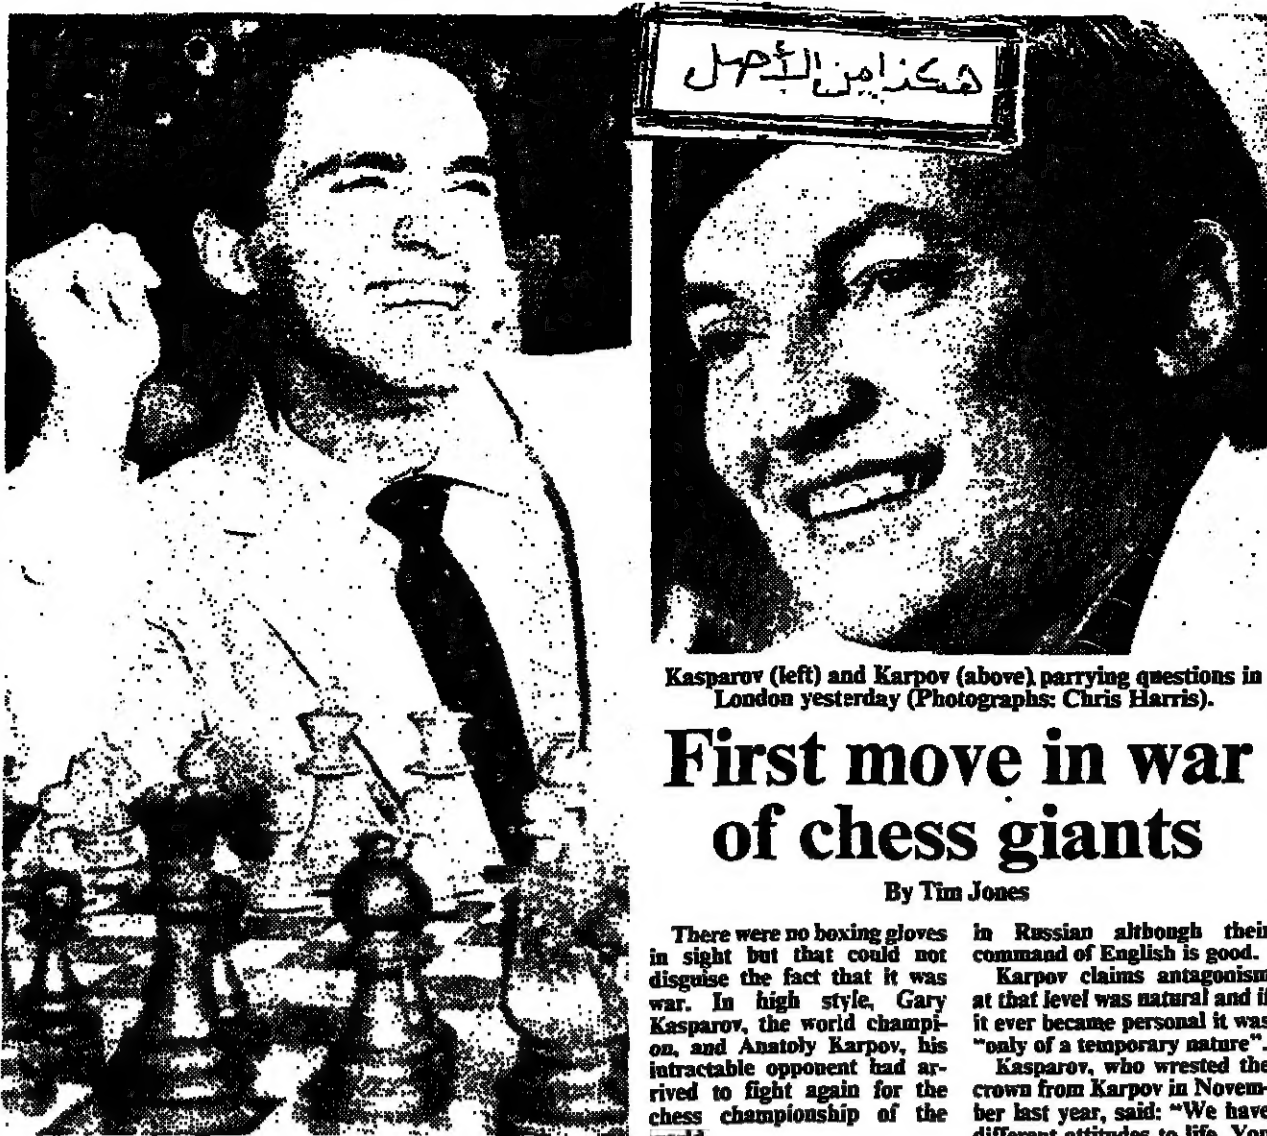 هكذا من الأصل
Kasparov (left) and Karpov (above) parrying questions in
London yesterday (Photographs: Chris Harris).
First move in war
of chess giants
By Tim Jones
There were no boxing gloves
in sight but that could not
disguise the fact that it was
war. In high style, Gary
Kasparov, the world champi-
on, and Anatoly Karpov, his
intractable opponent had ar-
rived to fight again for the
chess championship of the
in Russian although their
command of English is good.
Karpov claims antagonism
at that level was natural and if
it ever became personal it was
"only of a temporary nature".
Kasparov, who wrested the
crown from Karpov in Novem-
ber last year, said: "We have
different attitudes to life. You